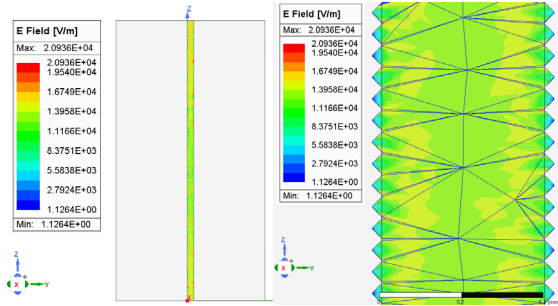 E Field [V/m]
Max: 2.0936E+04
2.0936E+04
1.9540E+04
1.6749E+04
1.3958E+04
1.1166E+04
8.3751E+03
5.5838E+03
2.7924E+03
1.1264E+00
Min: 1.1264E+00
Z
Z
X
Y
E Field [V/m]
Max: 2.0936E+04
2.0936E+04
1.9540E+04
1.6749E+04
1.3958E+04
1.1166E+04
8.3751E+03
5.5838E+03
2.7924E+03
1.1264E+00
Min: 1.1264E+00
Z
X
Y
0.2